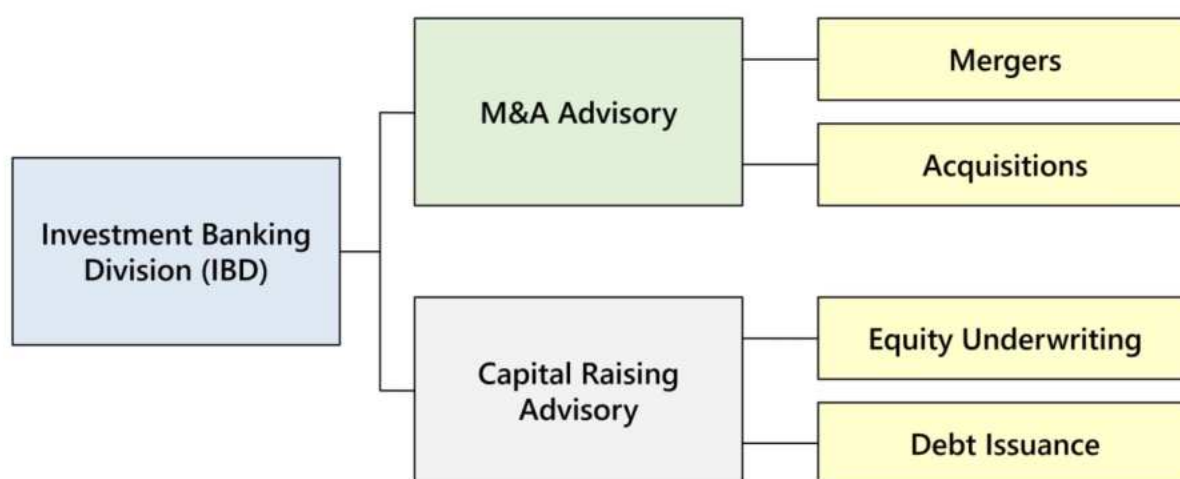 Investment Banking
Division (IBD)
M&A Advisory
Mergers
Acquisitions
Capital Raising
Advisory
Equity Underwriting
Debt Issuance